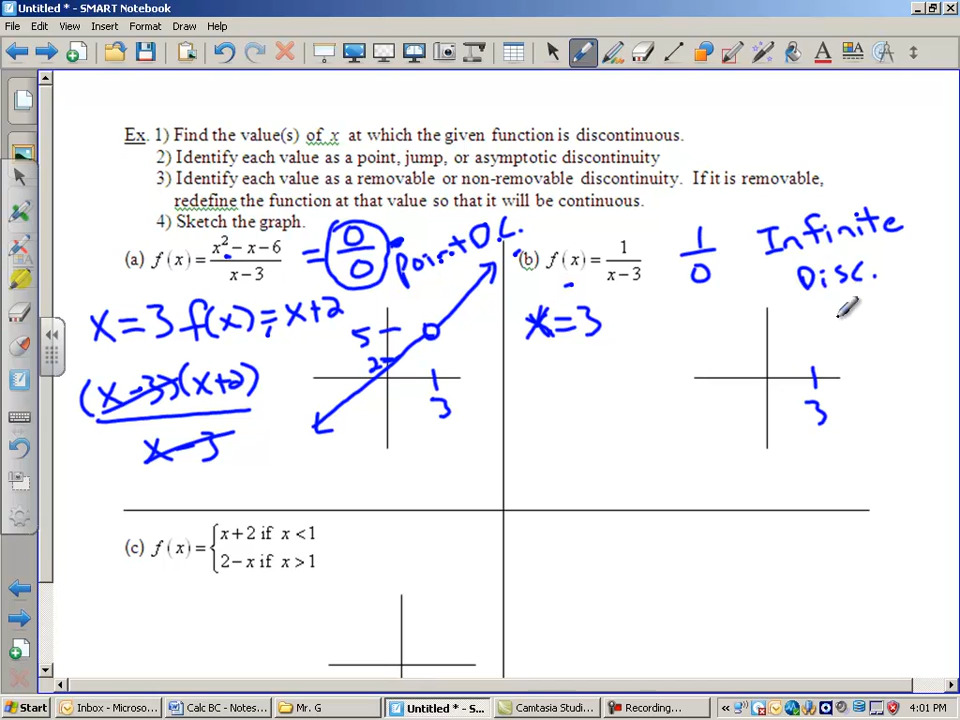 Untitled * - SMART Notebook
File Edit View Insert Format Draw Help
Ex. 1) Find the value(s) of x at which the given function is discontinuous.
2) Identify each value as a point, jump, or asymptotic discontinuity
3) Identify each value as a removable or non-removable discontinuity. If it is removable,
redefine the function at that value so that it will be continuous.
4) Sketch the graph.
(a) f(x) = (x² − x − 6)/(x − 3) = 0/0 point D.C.
x = 3 f(x) = x+2
(x−3)(x+2)
x − 3
5
2
3
(b) f(x) = 1/(x − 3) 1/0 Infinite
Disc.
x = 3
3
(c) f(x) = { x + 2 if x < 1
2 − x if x > 1
Start Inbox - Microso... Calc BC - Notes... Mr. G Untitled * - S... Camtasia Studi... Recording... 4:01 PM